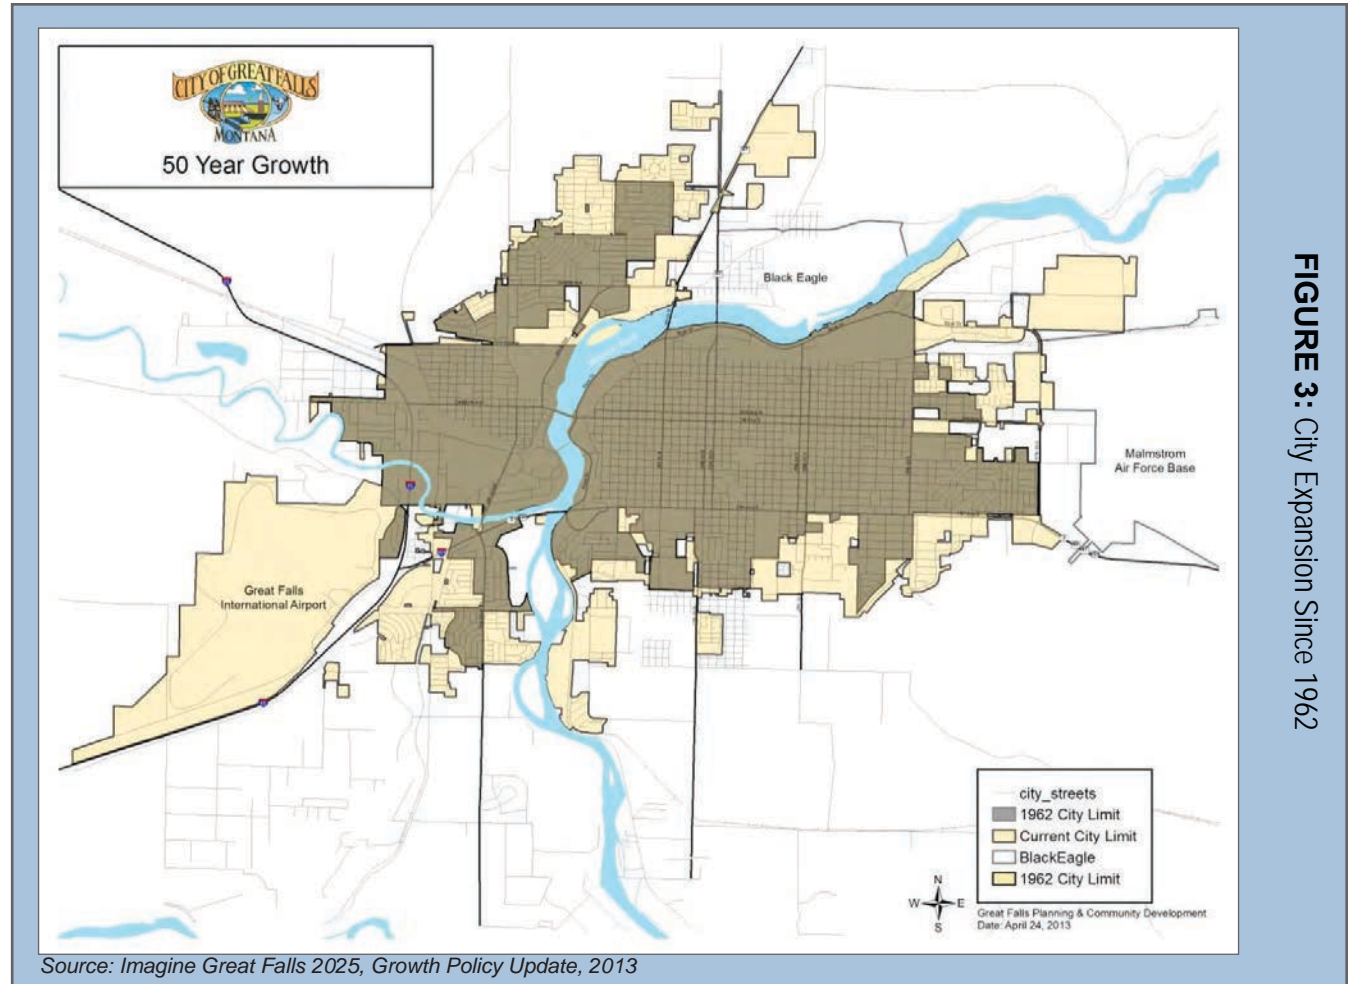 CITY OF GREAT FALLS
MONTANA
50 Year Growth
Black Eagle
Malmstrom
Air Force Base
Great Falls
International Airport
city_streets
1962 City Limit
Current City Limit
BlackEagle
1962 City Limit
N
W
E
S
Great Falls Planning & Community Development
Date: April 24, 2013
FIGURE 3: City Expansion Since 1962
Source: Imagine Great Falls 2025, Growth Policy Update, 2013